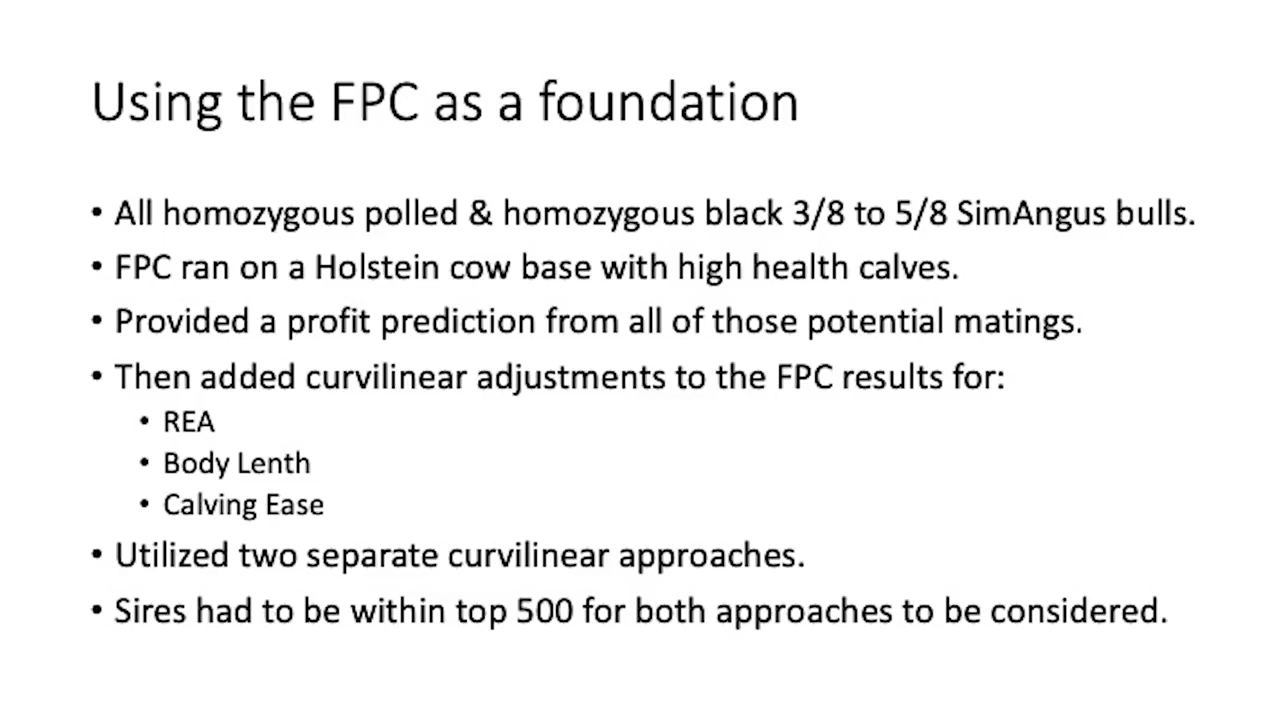 Using the FPC as a foundation
• All homozygous polled & homozygous black 3/8 to 5/8 SimAngus bulls.
• FPC ran on a Holstein cow base with high health calves.
• Provided a profit prediction from all of those potential matings.
• Then added curvilinear adjustments to the FPC results for:
• REA
• Body Lenth
• Calving Ease
• Utilized two separate curvilinear approaches.
• Sires had to be within top 500 for both approaches to be considered.